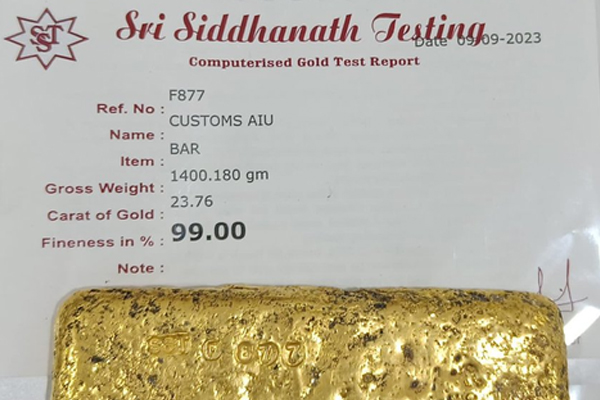 SST
Sri Siddhanath Testing
Date 09/09-2023
Computerised Gold Test Report
Ref. No : F877
Name : CUSTOMS AIU
Item : BAR
Gross Weight : 1400.180 gm
Carat of Gold : 23.76
Fineness in % : 99.00
Note :
SST